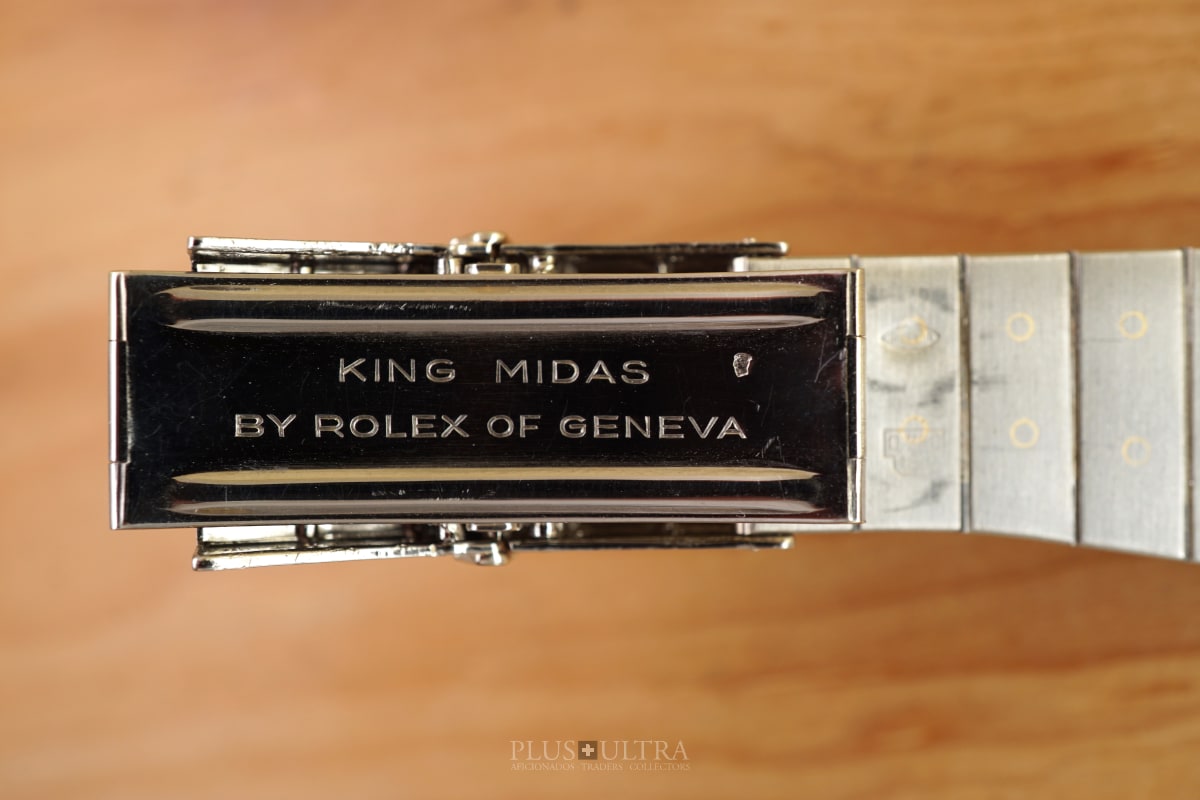 KING MIDAS
BY ROLEX OF GENEVA
PLUS ULTRA
AFICIONADOS · TRADERS · COLLECTORS